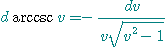 d arccsc v = − dv / v√(v² − 1)